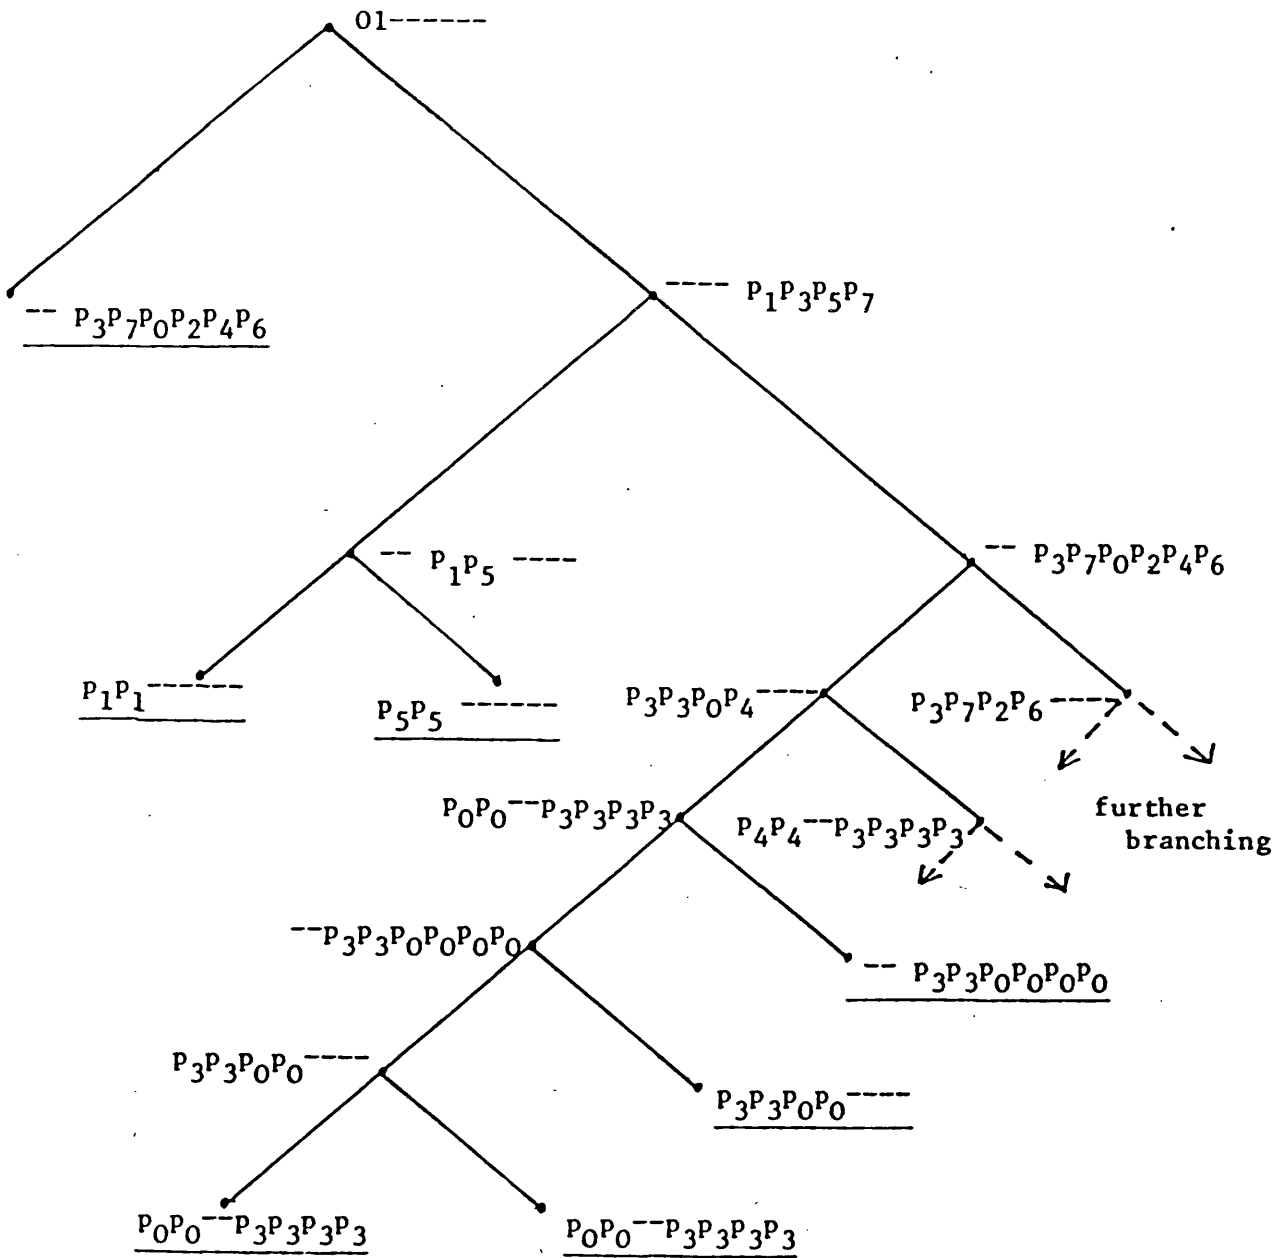 01------
---- p₁p₃p₅p₇
-- p₃p₇p₀p₂p₄p₆
-- p₁p₅ ----
-- p₃p₇p₀p₂p₄p₆
p₁p₁------
p₅p₅ ------
p₃p₃p₀p₄----
p₃p₇p₂p₆----
p₀p₀--p₃p₃p₃p₃
p₄p₄--p₃p₃p₃p₃
further
branching
--p₃p₃p₀p₀p₀p₀
-- p₃p₃p₀p₀p₀p₀
p₃p₃p₀p₀----
p₃p₃p₀p₀----
p₀p₀--p₃p₃p₃p₃
p₀p₀--p₃p₃p₃p₃